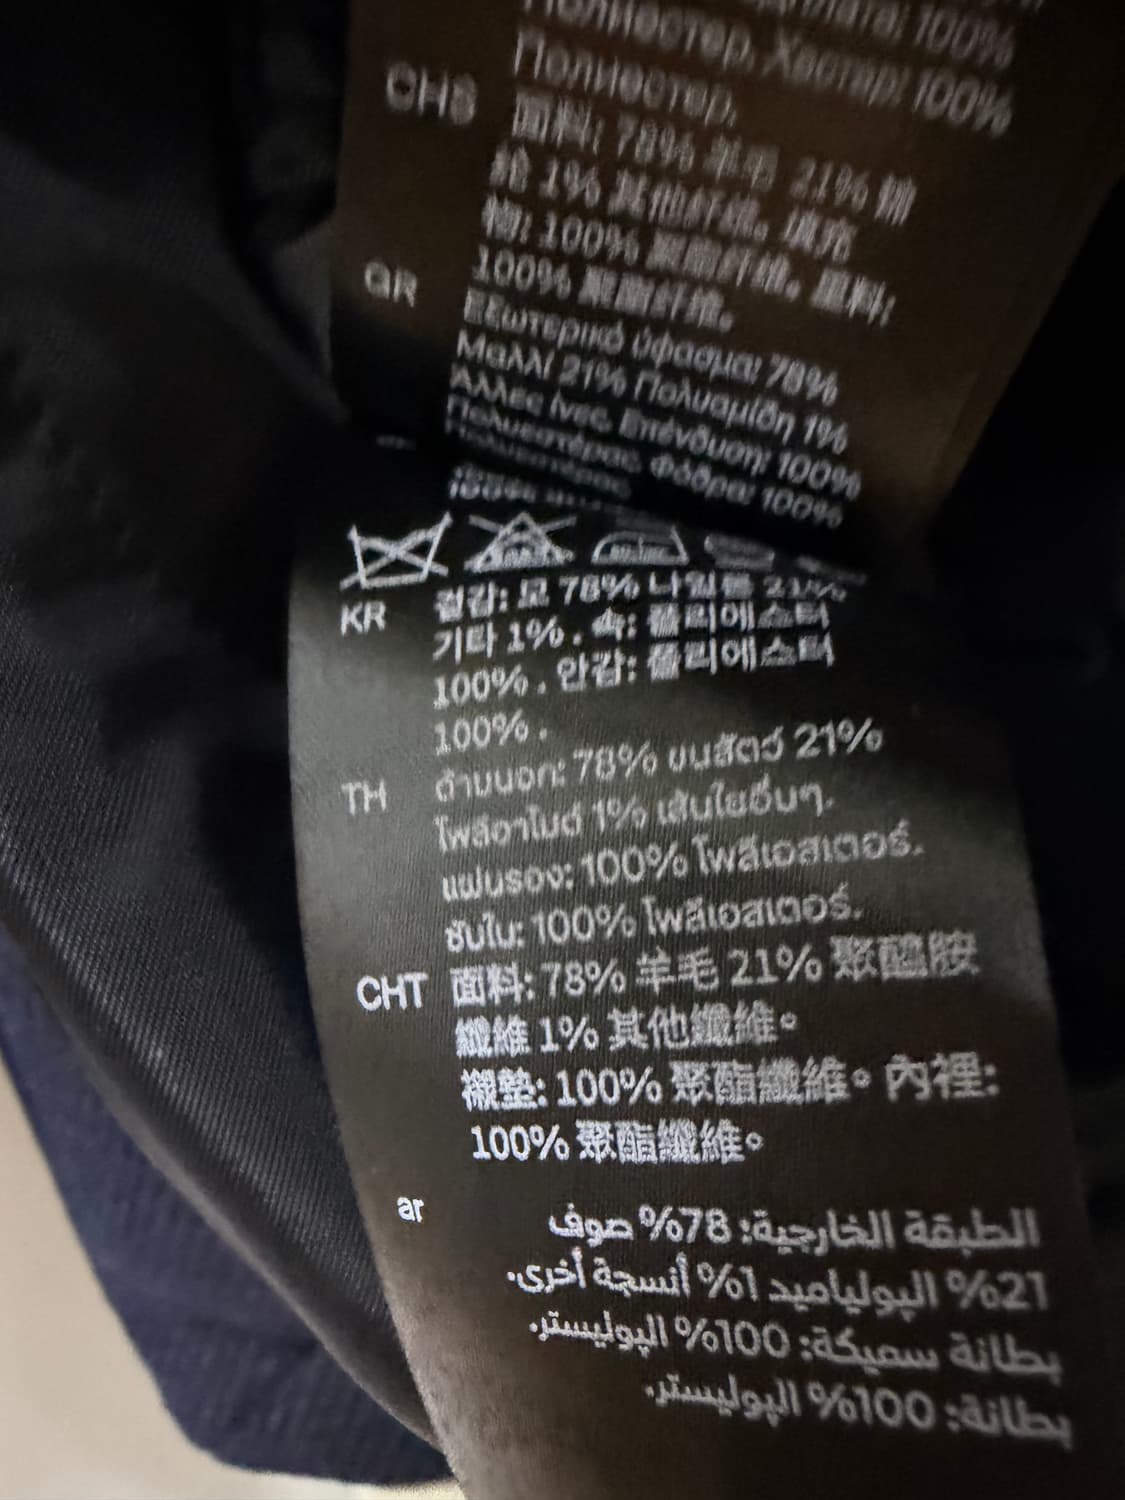 100%
Полиестер, Хастар: 100%
Полиестер.
CHS
面料: 78% 羊毛 21% 锦
纶 1% 其他纤维。填充
物: 100% 聚酯纤维。里料:
100% 聚酯纤维。
GR
Εξωτερικό ύφασμα: 78%
Μαλλί 21% Πολυαμίδη 1%
Άλλες ίνες. Επένδυση: 100%
Πολυεστέρας. Φόδρα: 100%
Πολυεστέρας.
KR
겉감: 모 78% 나일론 21%
기타 1% . 속: 폴리에스터
100% . 안감: 폴리에스터
100% .
TH
ด้านนอก: 78% ขนสัตว์ 21%
โพลีอาไมด์ 1% เส้นใยอื่นๆ.
แผ่นรอง: 100% โพลีเอสเตอร์.
ซับใน: 100% โพลีเอสเตอร์.
CHT 面料: 78% 羊毛 21% 聚醯胺
纖維 1% 其他纖維。
襯墊: 100% 聚酯纖維。內裡:
100% 聚酯纖維。
ar
الطبقة الخارجية: 78% صوف
21% البولياميد 1% أنسجة أخرى.
بطانة سميكة: 100% البوليستر.
بطانة: 100% البوليستر.